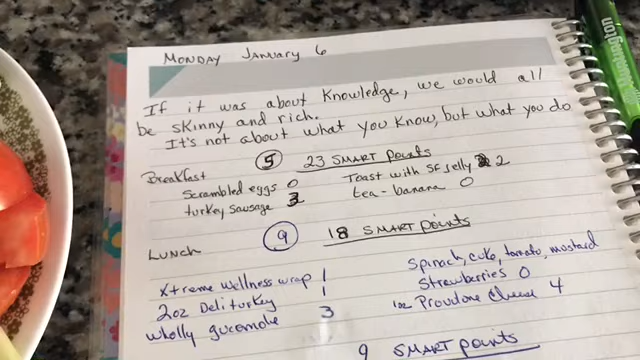 Monday January 6
If it was about knowledge, we would all
be skinny and rich.
It's not about what you know, but what you do
5 23 SMART POINTS
Breakfast
Scrambled eggs 0
turkey sausage 3
Toast with SF Jelly 2
tea - banana 0
9 18 SMART POINTS
LUNCH
Xtreme wellness wrap 1
2oz Deli turkey 1
wholly gucamole 3
Spinach, cuke, tomato, mustard
Strawberries 0
1oz Provlone Cheese 4
9 SMART POINTS